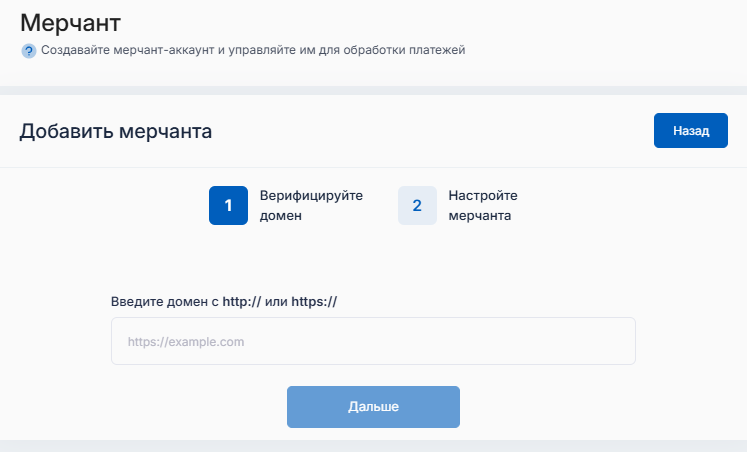 Мерчант
? Создавайте мерчант-аккаунт и управляйте им для обработки платежей
Добавить мерчанта
Назад
1
Верифицируйте
домен
2
Настройте
мерчанта
Введите домен с http:// или https://
https://example.com
Дальше